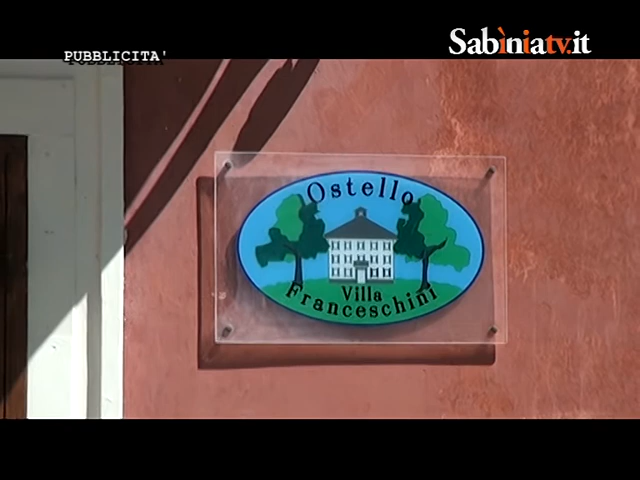 PUBBLICITA'
Sabìniatv.it
Ostello
Villa
Franceschini